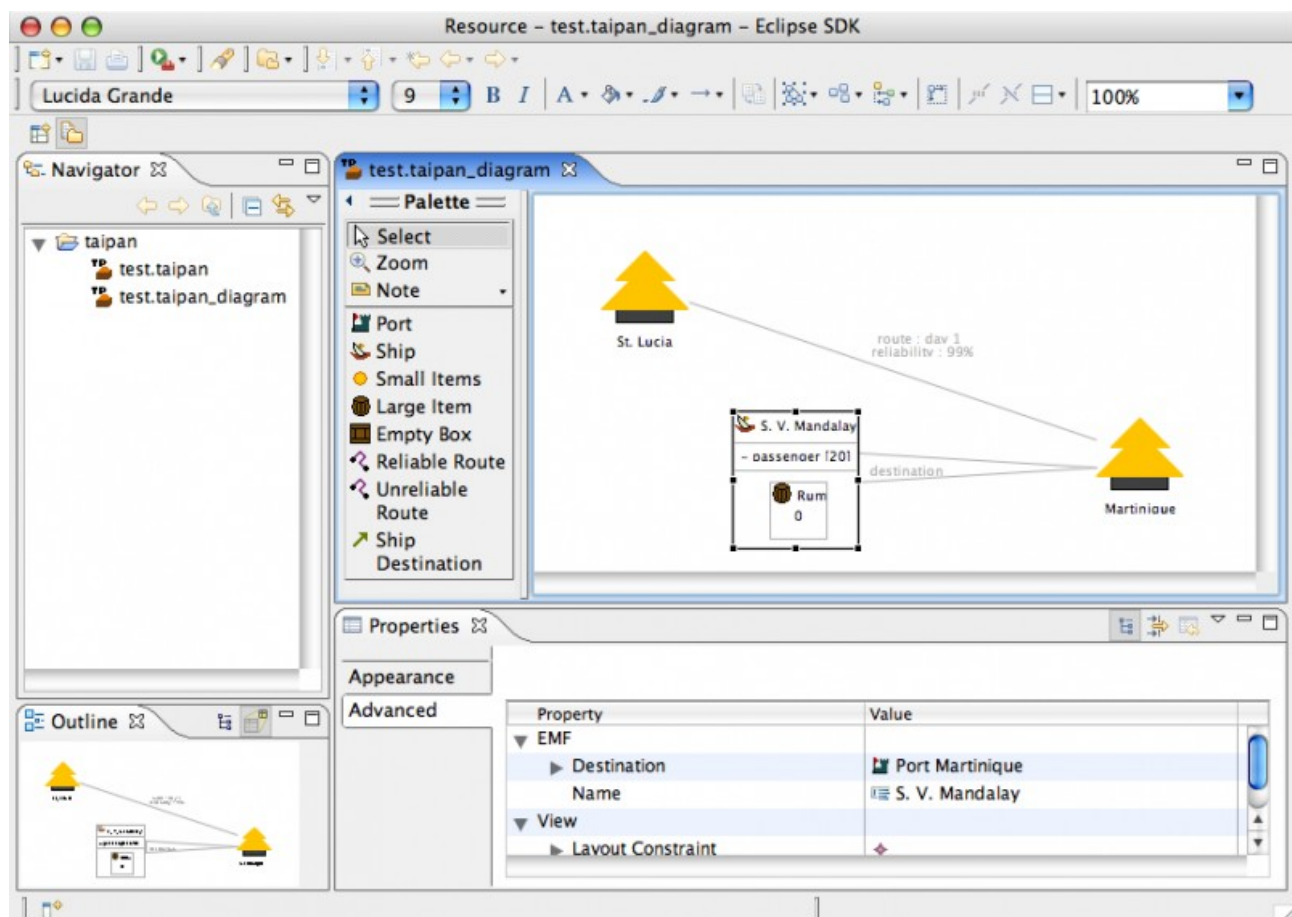 Resource – test.taipan_diagram – Eclipse SDK
Lucida Grande
9
B I A
100%
Navigator
taipan
test.taipan
test.taipan_diagram
test.taipan_diagram
Palette
Select
Zoom
Note
Port
Ship
Small Items
Large Item
Empty Box
Reliable Route
Unreliable
Route
Ship
Destination
St. Lucia
route : day 1
reliability : 99%
S. V. Mandalay
- passenger [20]
destination
Rum
0
Martinique
Properties
Appearance
Advanced
Property Value
EMF
Destination Port Martinique
Name S. V. Mandalay
View
Layout Constraint
Outline